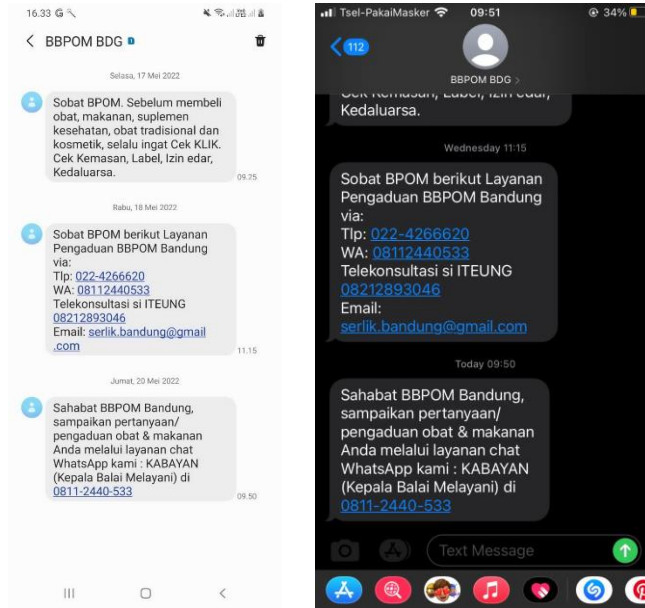 16.33 G
BBPOM BDG
Selasa, 17 Mei 2022
Sobat BPOM. Sebelum membeli
obat, makanan, suplemen
kesehatan, obat tradisional dan
kosmetik, selalu ingat Cek KLIK.
Cek Kemasan, Label, Izin edar,
Kedaluarsa.
09.25
Rabu, 18 Mei 2022
Sobat BPOM berikut Layanan
Pengaduan BBPOM Bandung
via:
Tlp: 022-4266620
WA: 08112440533
Telekonsultasi si ITEUNG
08212893046
Email: serlik.bandung@gmail
.com
11.15
Jumat, 20 Mei 2022
Sahabat BBPOM Bandung,
sampaikan pertanyaan/
pengaduan obat & makanan
Anda melalui layanan chat
WhatsApp kami : KABAYAN
(Kepala Balai Melayani) di
0811-2440-533
09.50
Tsel-PakaiMasker 09:51 34%
112
BBPOM BDG >
Cek Kemasan, Label, Izin edar,
Kedaluarsa.
Wednesday 11:15
Sobat BPOM berikut Layanan
Pengaduan BBPOM Bandung
via:
Tlp: 022-4266620
WA: 08112440533
Telekonsultasi si ITEUNG
08212893046
Email:
serlik.bandung@gmail.com
Today 09:50
Sahabat BBPOM Bandung,
sampaikan pertanyaan/
pengaduan obat & makanan
Anda melalui layanan chat
WhatsApp kami : KABAYAN
(Kepala Balai Melayani) di
0811-2440-533
Text Message